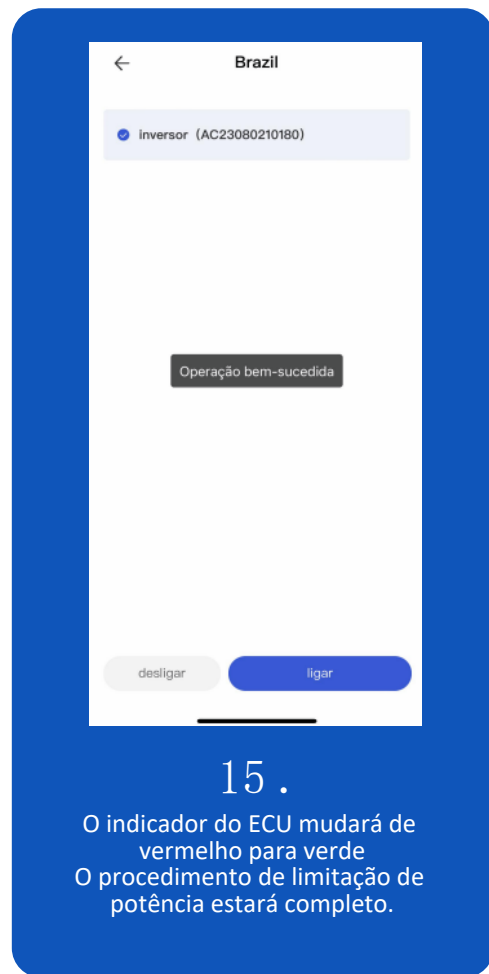 Brazil
inversor（AC23080210180）
Operação bem-sucedida
desligar
ligar
15.
O indicador do ECU mudará de
vermelho para verde
O procedimento de limitação de
potência estará completo.